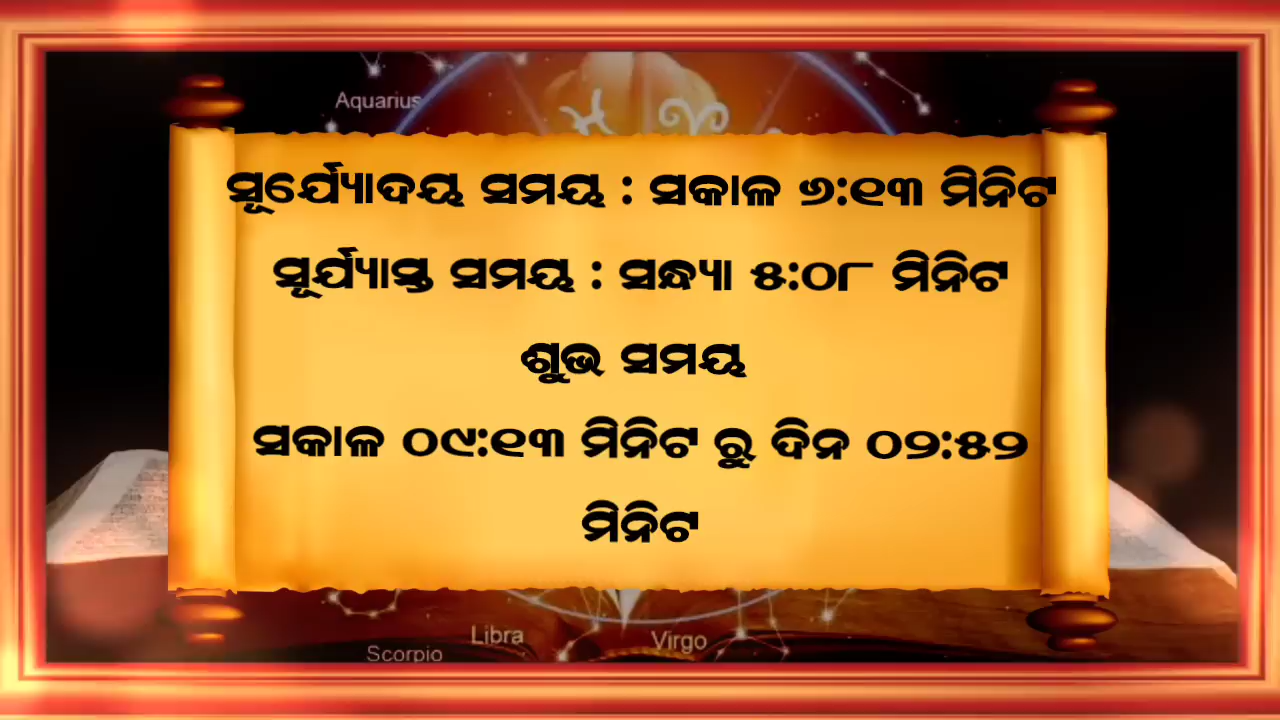 Aquarius
ସୂର୍ଯ୍ୟୋଦୟ ସମୟ : ସକାଳ ୬:୧୩ ମିନିଟ
ସୂର୍ଯ୍ୟାସ୍ତ ସମୟ : ସନ୍ଧ୍ୟା ୫:୦୮ ମିନିଟ
ଶୁଭ ସମୟ
ସକାଳ ୦୯:୧୩ ମିନିଟ ରୁ ଦିନ ୦୨:୫୨
ମିନିଟ
Libra
Virgo
Scorpio